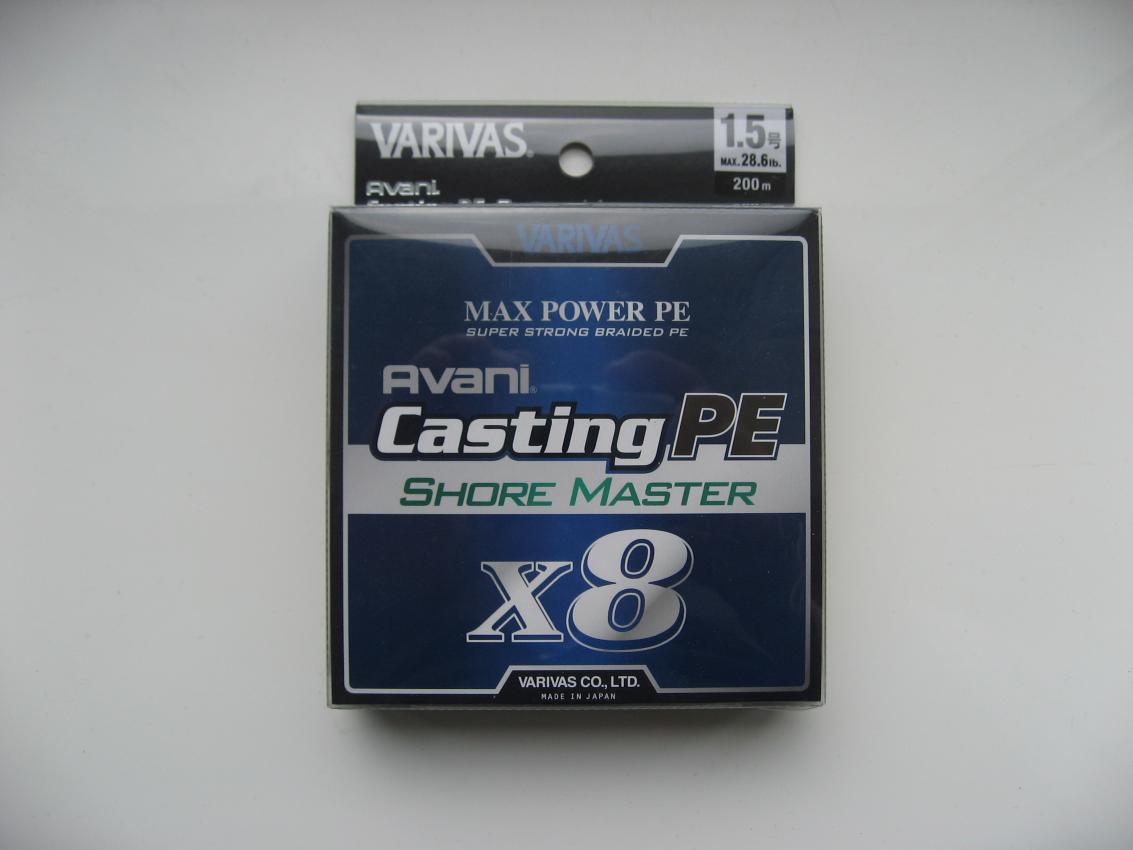 VARIVAS®
1.5号
MAX.28.6lb.
200m
Avani
VARIVAS
MAX POWER PE
SUPER STRONG BRAIDED PE
Avani®
Casting PE
SHORE MASTER
x8
VARIVAS CO., LTD.
MADE IN JAPAN